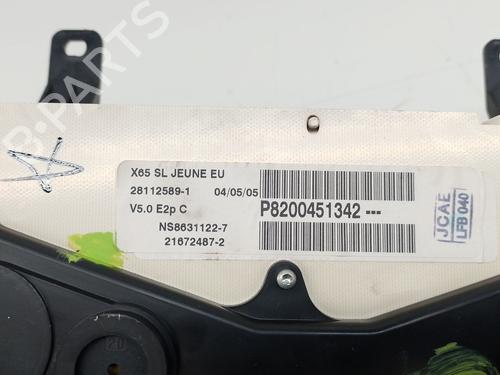 B-PARTS
X65 SL JEUNE EU
28112589-1 04/05/05
V5.0 E2p C P8200451342---
NS8631122-7
21672487-2
JCAE
LFB 040